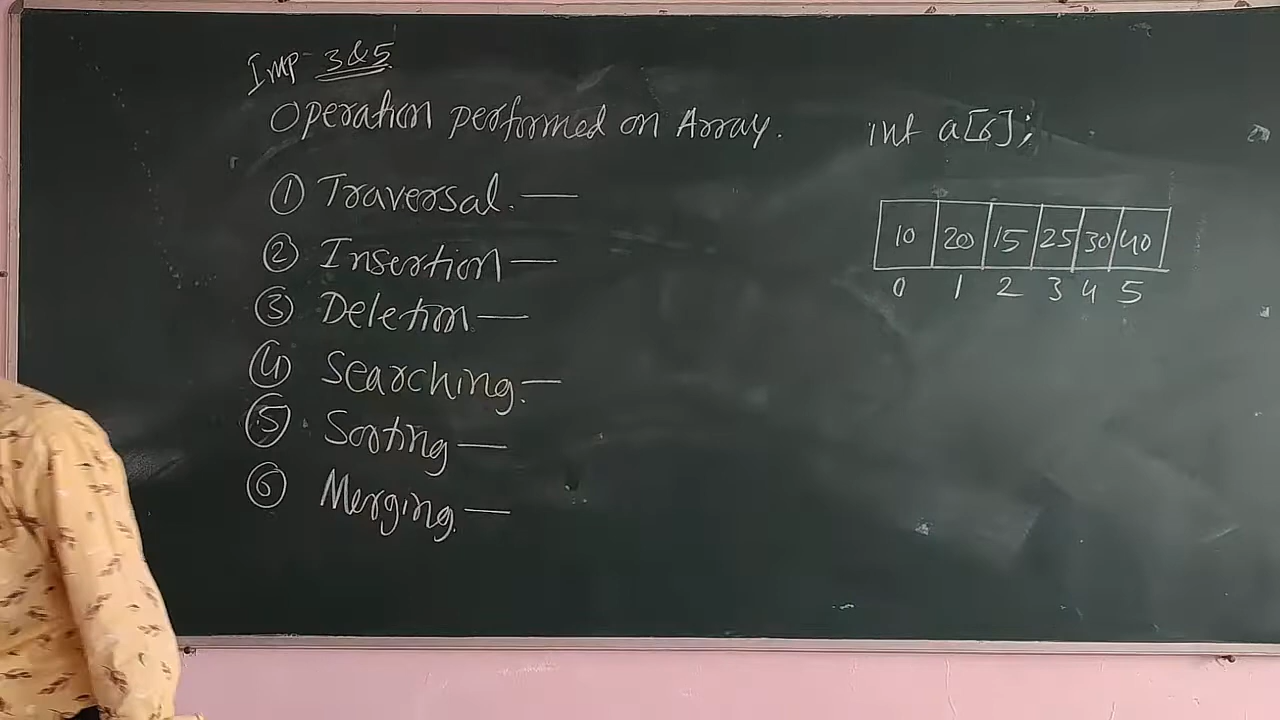 Imp - 3&5
Operation performed on Array.
① Traversal. —
② Insertion —
③ Deletion —
④ Searching. —
⑤ Sorting —
⑥ Merging. —
int a[6];
10 20 15 25 30 40
0 1 2 3 4 5